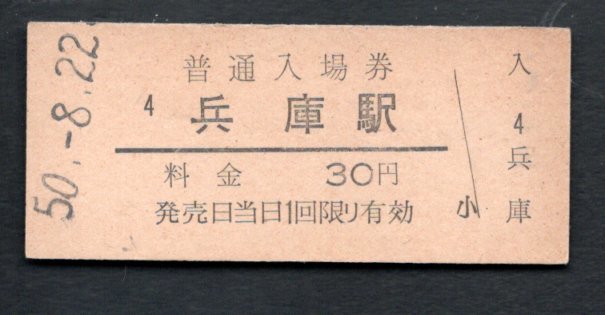 50.-8.22
普通入場券
4 兵庫駅
料金 30円
発売日当日1回限り有効
小
入
4
兵
庫